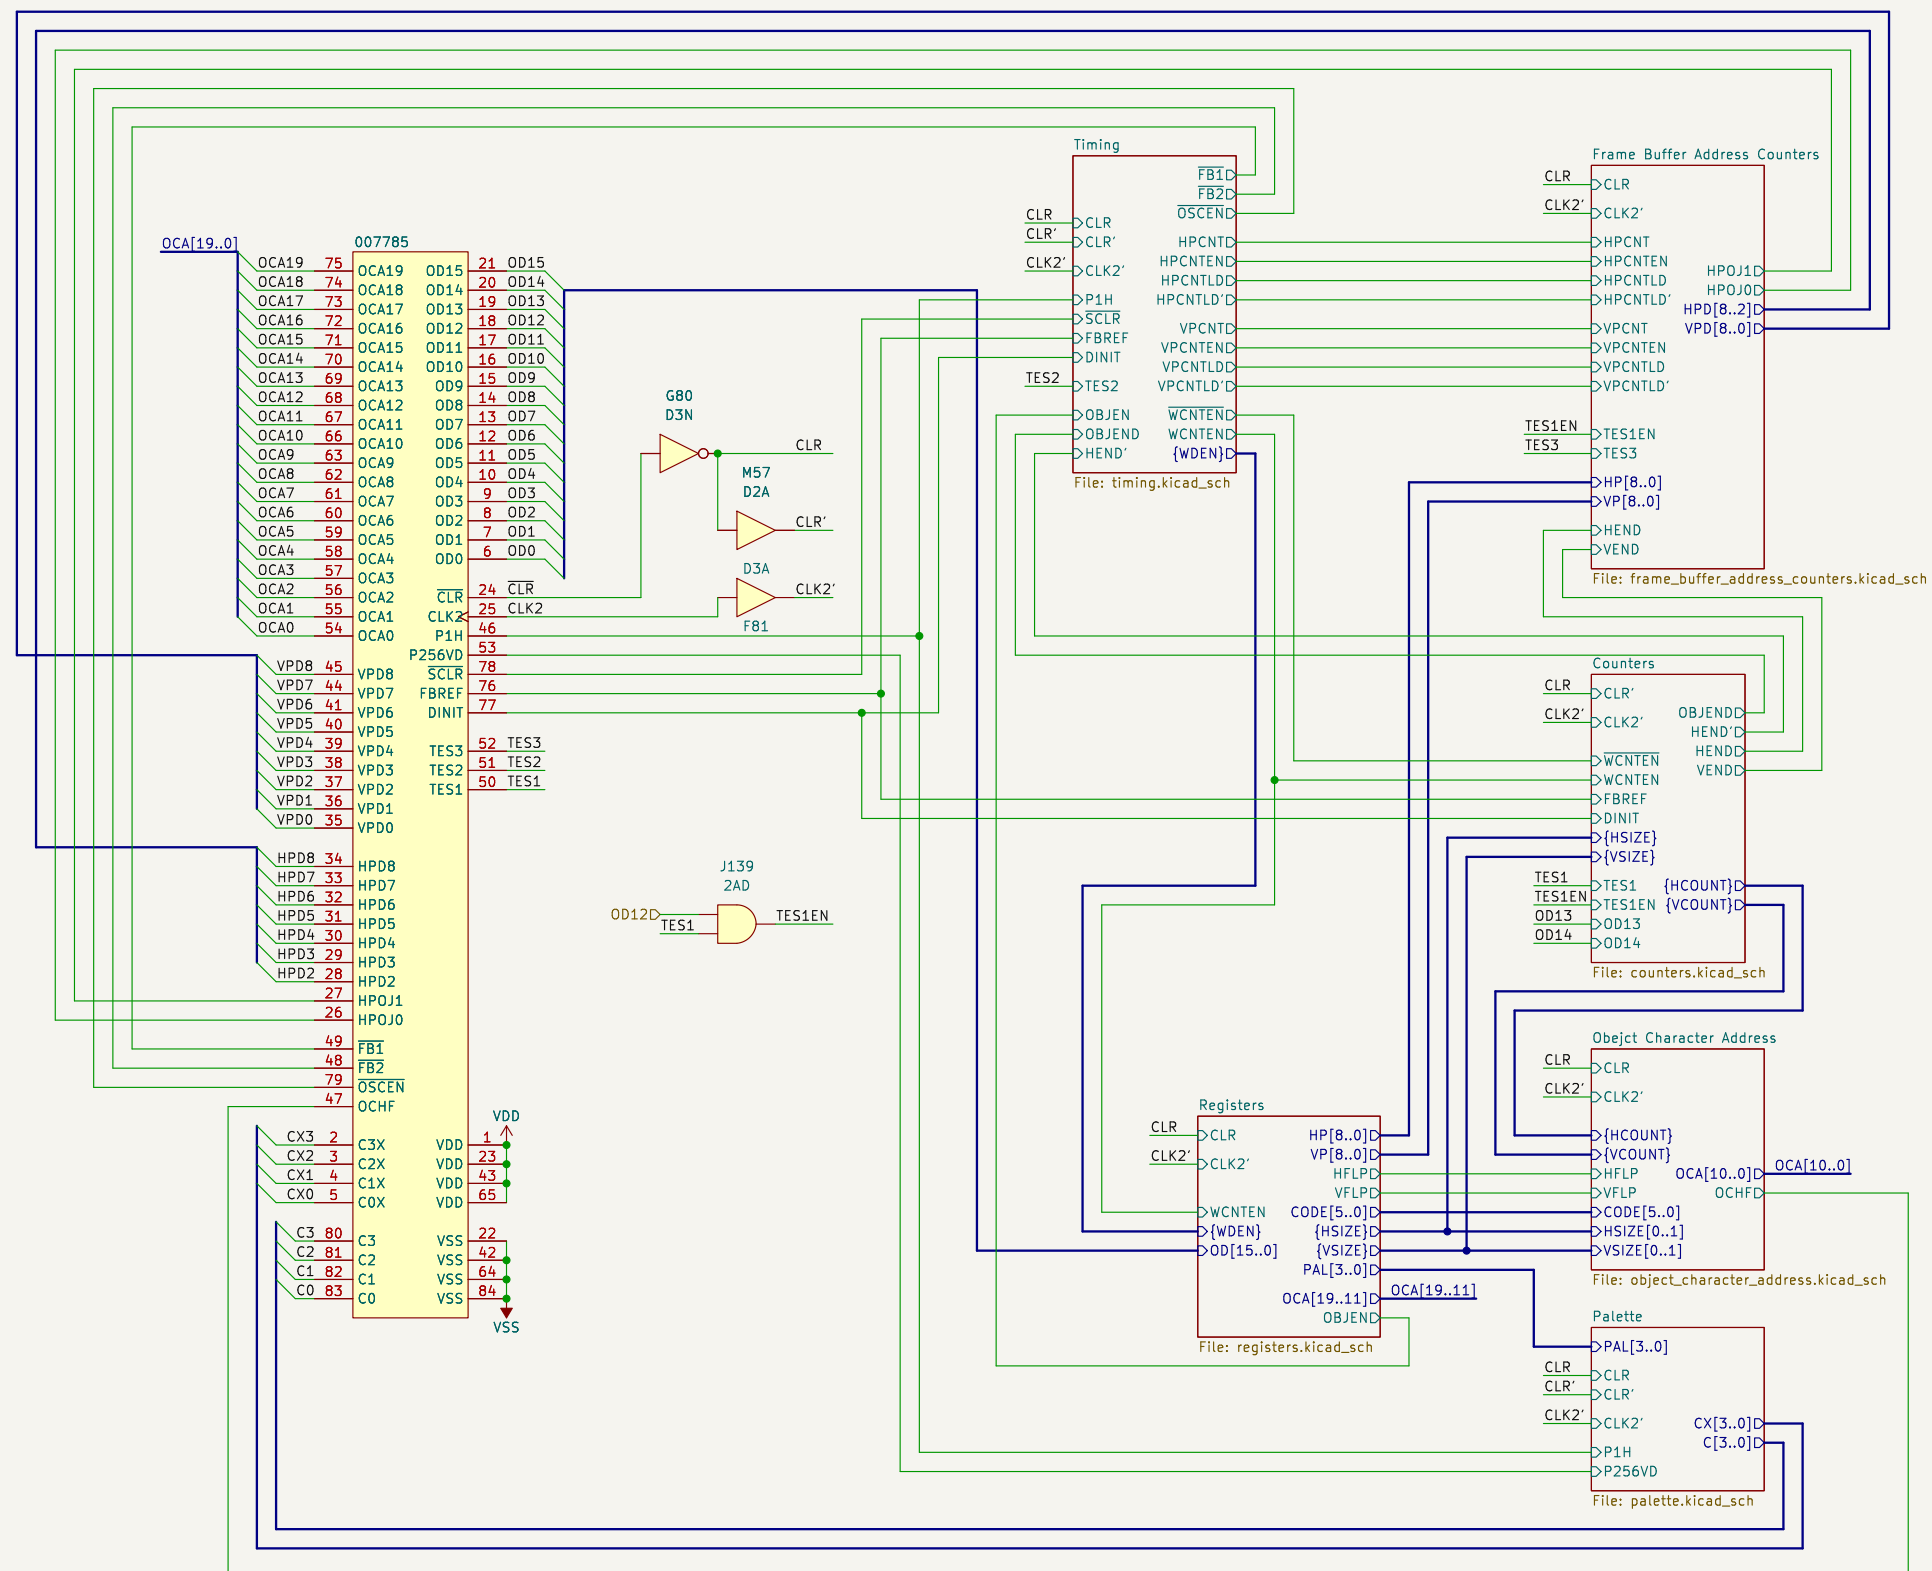 OCA[19..0]
007785
OCA19 75 OCA19 OD15 21 OD15
OCA18 74 OCA18 OD14 20 OD14
OCA17 73 OCA17 OD13 19 OD13
OCA16 72 OCA16 OD12 18 OD12
OCA15 71 OCA15 OD11 17 OD11
OCA14 70 OCA14 OD10 16 OD10
OCA13 69 OCA13 OD9 15 OD9
OCA12 68 OCA12 OD8 14 OD8
OCA11 67 OCA11 OD7 13 OD7
OCA10 66 OCA10 OD6 12 OD6
OCA9 63 OCA9 OD5 11 OD5
OCA8 62 OCA8 OD4 10 OD4
OCA7 61 OCA7 OD3 9 OD3
OCA6 60 OCA6 OD2 8 OD2
OCA5 59 OCA5 OD1 7 OD1
OCA4 58 OCA4 OD0 6 OD0
OCA3 57 OCA3
OCA2 56 OCA2 CLR 24 CLR
OCA1 55 OCA1 CLK2 25 CLK2
OCA0 54 OCA0 P1H 46
P256VD 53
VPD8 45 VPD8 SCLR 78
VPD7 44 VPD7 FBREF 76
VPD6 41 VPD6 DINIT 77
VPD5 40 VPD5
VPD4 39 VPD4 TES3 52 TES3
VPD3 38 VPD3 TES2 51 TES2
VPD2 37 VPD2 TES1 50 TES1
VPD1 36 VPD1
VPD0 35 VPD0
HPD8 34 HPD8
HPD7 33 HPD7
HPD6 32 HPD6
HPD5 31 HPD5
HPD4 30 HPD4
HPD3 29 HPD3
HPD2 28 HPD2
27 HPOJ1
26 HPOJ0
49 FB1
48 FB2
79 OSCEN
47 OCHF
VDD
CX3 2 C3X VDD 1
CX2 3 C2X VDD 23
CX1 4 C1X VDD 43
CX0 5 C0X VDD 65
C3 80 C3 VSS 22
C2 81 C2 VSS 42
C1 82 C1 VSS 64
C0 83 C0 VSS 84
VSS
G80
D3N
CLR
M57
D2A
CLR'
D3A
CLK2'
F81
J139
2AD
OD12
TES1
TES1EN
Timing
FB1
FB2
OSCEN
CLR CLR
CLR' CLR' HPCNT
HPCNTEN
CLK2' CLK2'
HPCNTLD
P1H HPCNTLD'
SCLR
VPCNT
FBREF
VPCNTEN
DINIT
VPCNTLD
TES2 TES2 VPCNTLD'
OBJEN WCNTEN
OBJEND WCNTEN
HEND' {WDEN}
File: timing.kicad_sch
Frame Buffer Address Counters
CLR CLR
CLK2' CLK2'
HPCNT
HPCNTEN
HPOJ1
HPCNTLD
HPOJ0
HPCNTLD'
HPD[8..2]
VPCNT VPD[8..0]
VPCNTEN
VPCNTLD
VPCNTLD'
TES1EN TES1EN
TES3 TES3
HP[8..0]
VP[8..0]
HEND
VEND
File: frame_buffer_address_counters.kicad_sch
Counters
CLR CLR'
OBJEND
CLK2' CLK2'
HEND'
HEND
WCNTEN
VEND
WCNTEN
FBREF
DINIT
{HSIZE}
{VSIZE}
TES1 TES1 {HCOUNT}
TES1EN TES1EN {VCOUNT}
OD13 OD13
OD14 OD14
File: counters.kicad_sch
Obejct Character Address
CLR CLR
CLK2' CLK2'
{HCOUNT}
{VCOUNT}
HFLP OCA[10..0] OCA[10..0]
VFLP OCHF
CODE[5..0]
HSIZE[0..1]
VSIZE[0..1]
File: object_character_address.kicad_sch
Registers
CLR CLR HP[8..0]
VP[8..0]
CLK2' CLK2'
HFLP
VFLP
WCNTEN CODE[5..0]
{WDEN} {HSIZE}
OD[15..0] {VSIZE}
PAL[3..0]
OCA[19..11] OCA[19..11]
OBJEN
File: registers.kicad_sch
Palette
PAL[3..0]
CLR CLR
CLR' CLR'
CLK2' CLK2' CX[3..0]
C[3..0]
P1H
P256VD
File: palette.kicad_sch